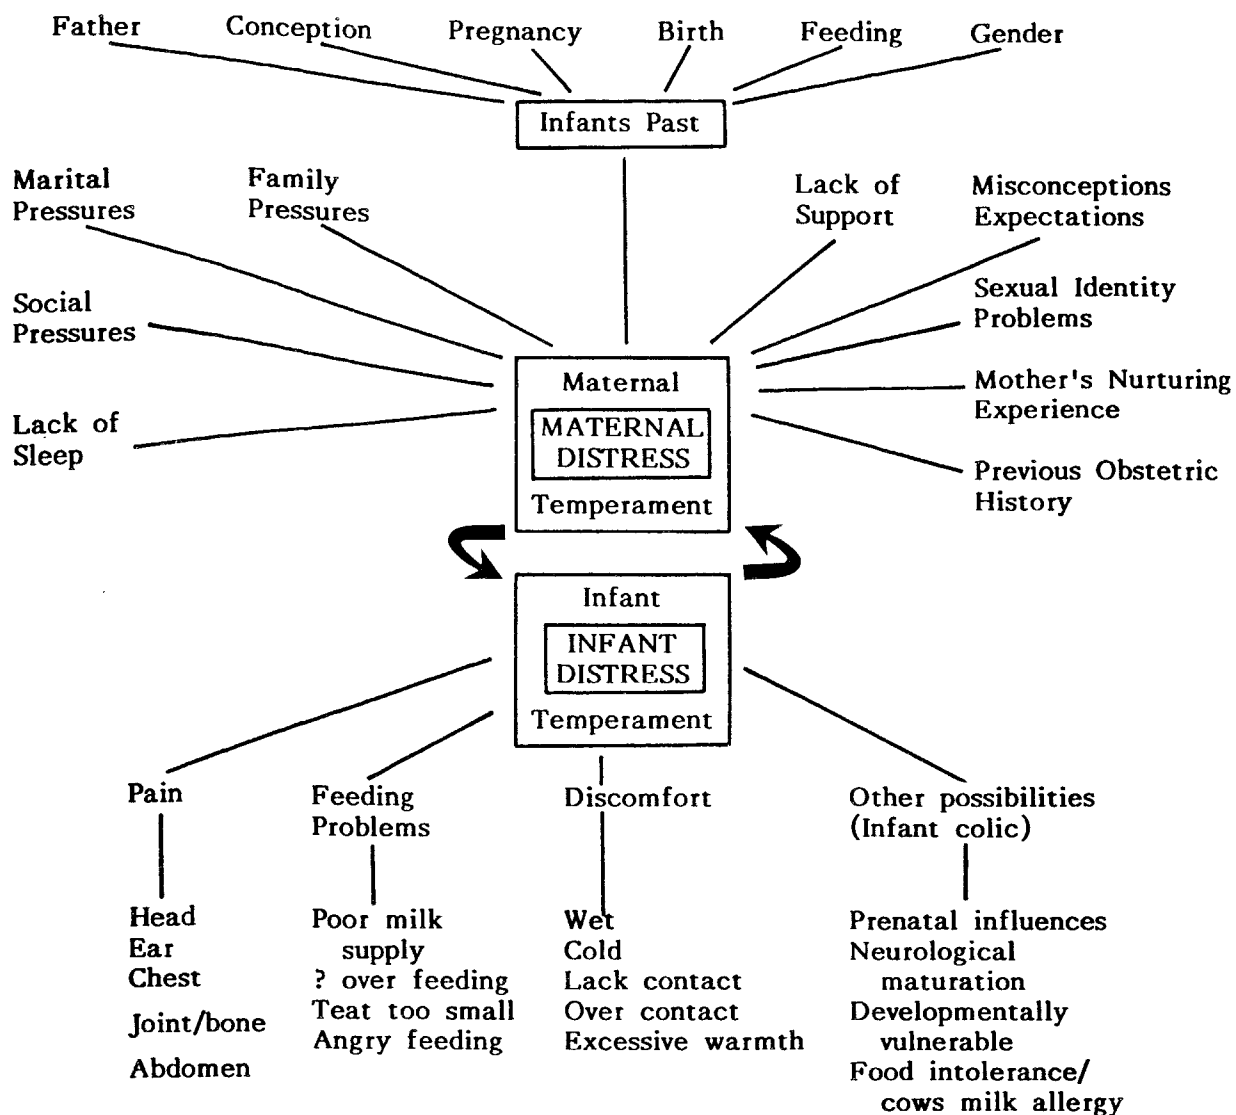 Father Conception Pregnancy Birth Feeding Gender
Infants Past
Marital
Pressures
Family
Pressures
Lack of
Support
Misconceptions
Expectations
Social
Pressures
Sexual Identity
Problems
Lack of
Sleep
Mother's Nurturing
Experience
Previous Obstetric
History
Maternal
MATERNAL
DISTRESS
Temperament
Infant
INFANT
DISTRESS
Temperament
Pain
Head
Ear
Chest
Joint/bone
Abdomen
Feeding
Problems
Poor milk
supply
? over feeding
Teat too small
Angry feeding
Discomfort
Wet
Cold
Lack contact
Over contact
Excessive warmth
Other possibilities
(Infant colic)
Prenatal influences
Neurological
maturation
Developmentally
vulnerable
Food intolerance/
cows milk allergy